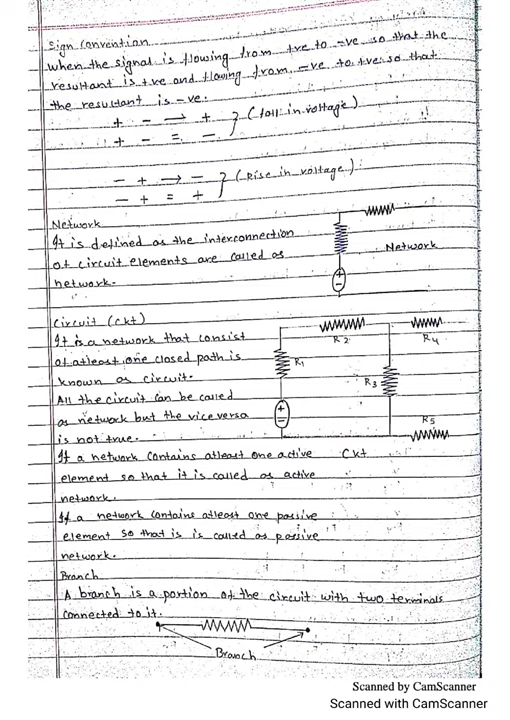 Sign Convention
When the signal is flowing from +ve to -ve so that the
resultant is +ve and flowing from -ve to +ve so that
the resultant is -ve.
+ - → + } (fall in voltage)
+ - = -
- + → - } (Rise in voltage)
- + = +
Network
It is defined as the interconnection
of circuit elements are called as
network.
Network
Circuit (ckt)
It is a network that consist
of atleast one closed path is
known as circuit.
All the circuit can be called
as network but the vice versa
is not true.
R1
R2
R3
R4
R5
Ckt
If a network contains atleast one active
element so that it is called as active
network.
If a network contains atleast one passive
element so that is is called as passive
network.
Branch
A branch is a portion of the circuit with two terminals
connected to it.
Branch
Scanned by CamScanner
Scanned with CamScanner